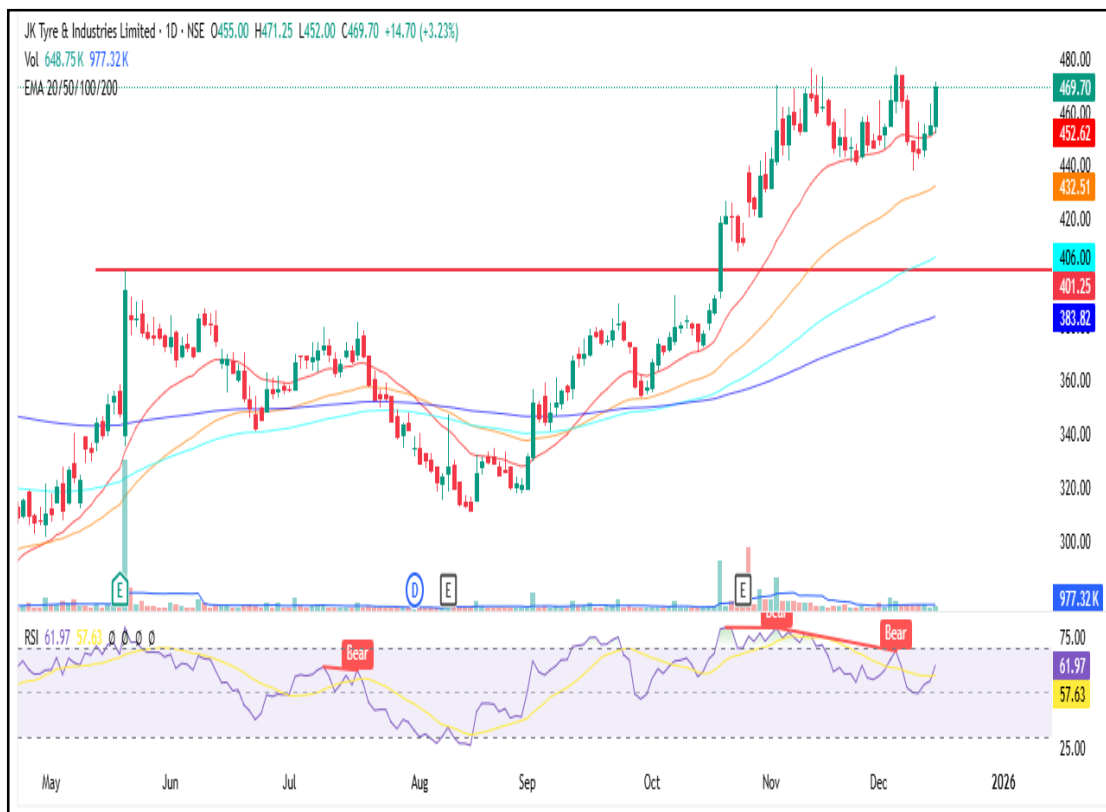 JK Tyre & Industries Limited · 1D · NSE O455.00 H471.25 L452.00 C469.70 +14.70 (+3.23%)
Vol 648.75K 977.32K
EMA 20/50/100/200
480.00
469.70
460.00
452.62
440.00
432.51
420.00
406.00
401.25
383.82
360.00
340.00
320.00
300.00
E
D
E
E
977.32K
RSI 61.97 57.63 Ø Ø Ø Ø
Bear
Bear
Bear
75.00
61.97
57.63
25.00
May Jun Jul Aug Sep Oct Nov Dec 2026